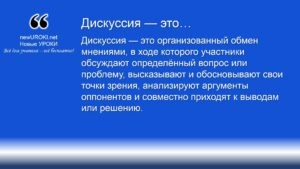 Дискуссия — это…
newUROKI.net
Новые УРОКИ
Всё для учителя – всё бесплатно!
Дискуссия — это организованный обмен
мнениями, в ходе которого участники
обсуждают определённый вопрос или
проблему, высказывают и обосновывают свои
точки зрения, анализируют аргументы
оппонентов и совместно приходят к выводам
или решению.